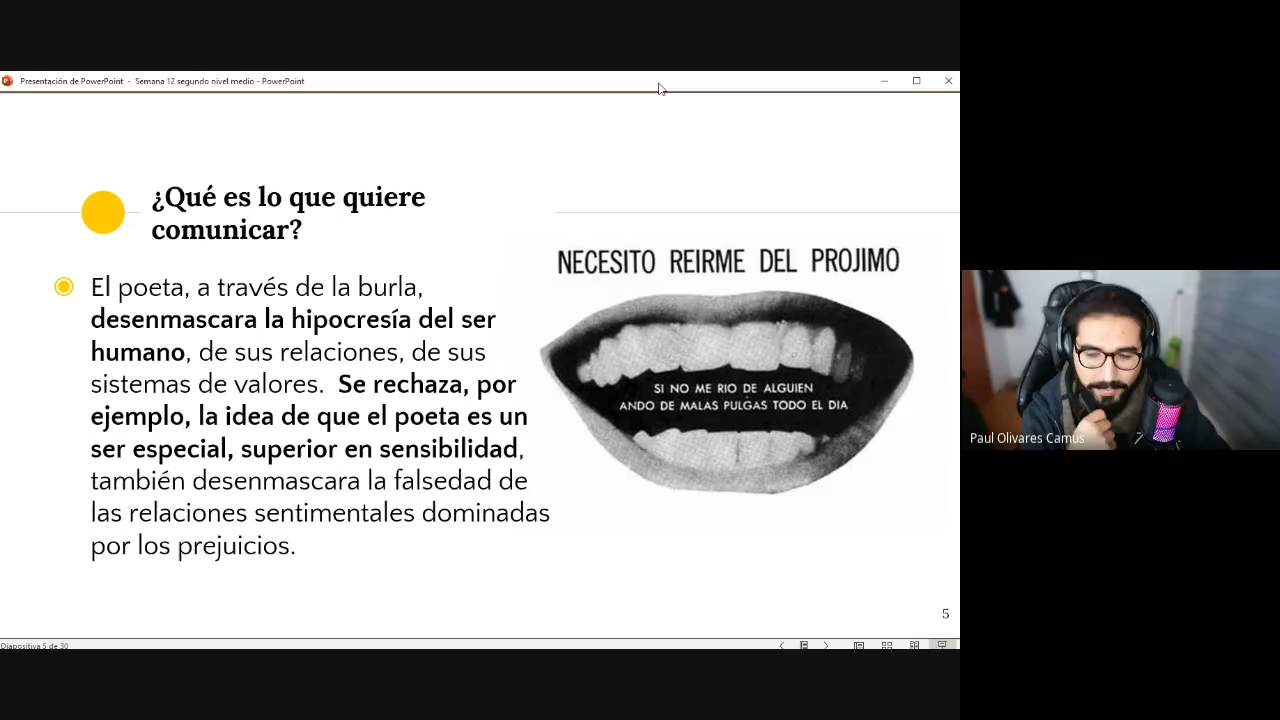 Presentación de PowerPoint - Semana 12 segundo nivel medio - PowerPoint
¿Qué es lo que quiere
comunicar?
El poeta, a través de la burla,
desenmascara la hipocresía del ser
humano, de sus relaciones, de sus
sistemas de valores. Se rechaza, por
ejemplo, la idea de que el poeta es un
ser especial, superior en sensibilidad,
también desenmascara la falsedad de
las relaciones sentimentales dominadas
por los prejuicios.
NECESITO REIRME DEL PROJIMO
SI NO ME RIO DE ALGUIEN
ANDO DE MALAS PULGAS TODO EL DIA
Paul Olivares Camus
5
Diapositiva 5 de 30